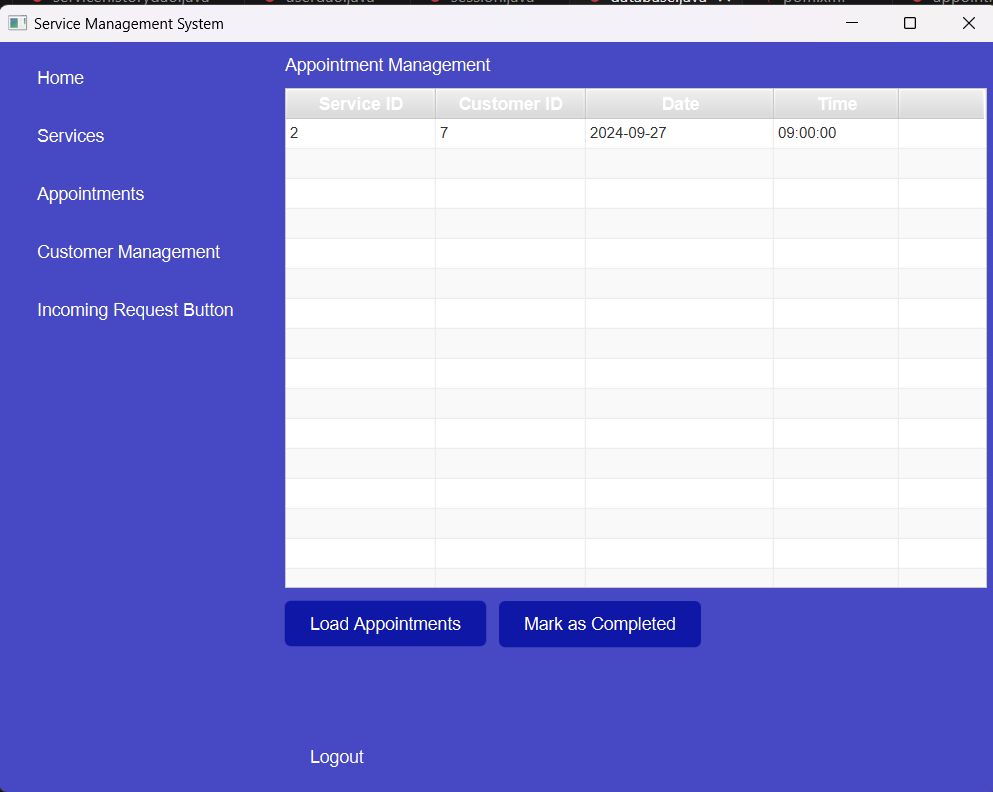 Service Management System
Home
Services
Appointments
Customer Management
Incoming Request Button
Appointment Management
Service ID Customer ID Date Time
2 7 2024-09-27 09:00:00
Load Appointments Mark as Completed
Logout